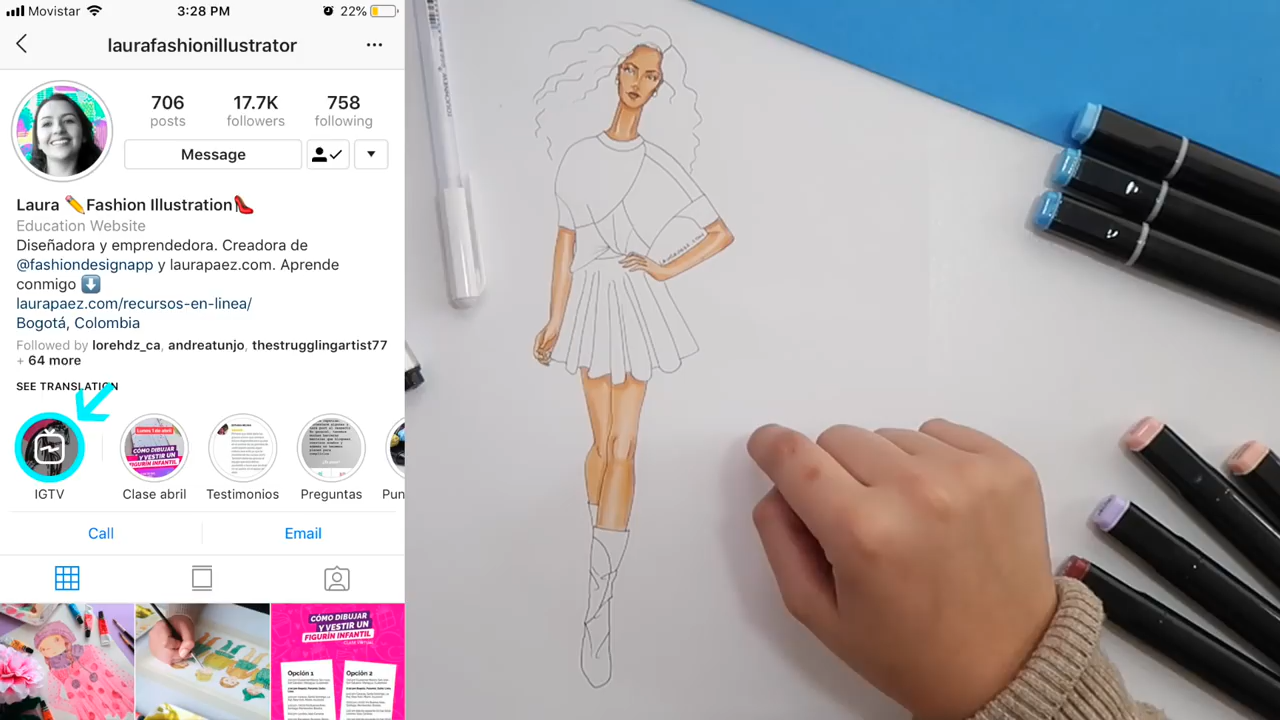 Movistar
3:28 PM
22%
laurafashionillustrator
706
posts
17.7K
followers
758
following
Message
Laura ✏️Fashion Illustration👠
Education Website
Diseñadora y emprendedora. Creadora de
@fashiondesignapp y laurapaez.com. Aprende
conmigo ⬇️
laurapaez.com/recursos-en-linea/
Bogotá, Colombia
Followed by lorehdz_ca, andreatunjo, thestrugglingartist77
+ 64 more
SEE TRANSLATION
IGTV
Clase abril
Testimonios
Preguntas
Pun
Call
Email
CÓMO DIBUJAR
Y VESTIR UN
FIGURÍN INFANTIL
Opción 1
Opción 2